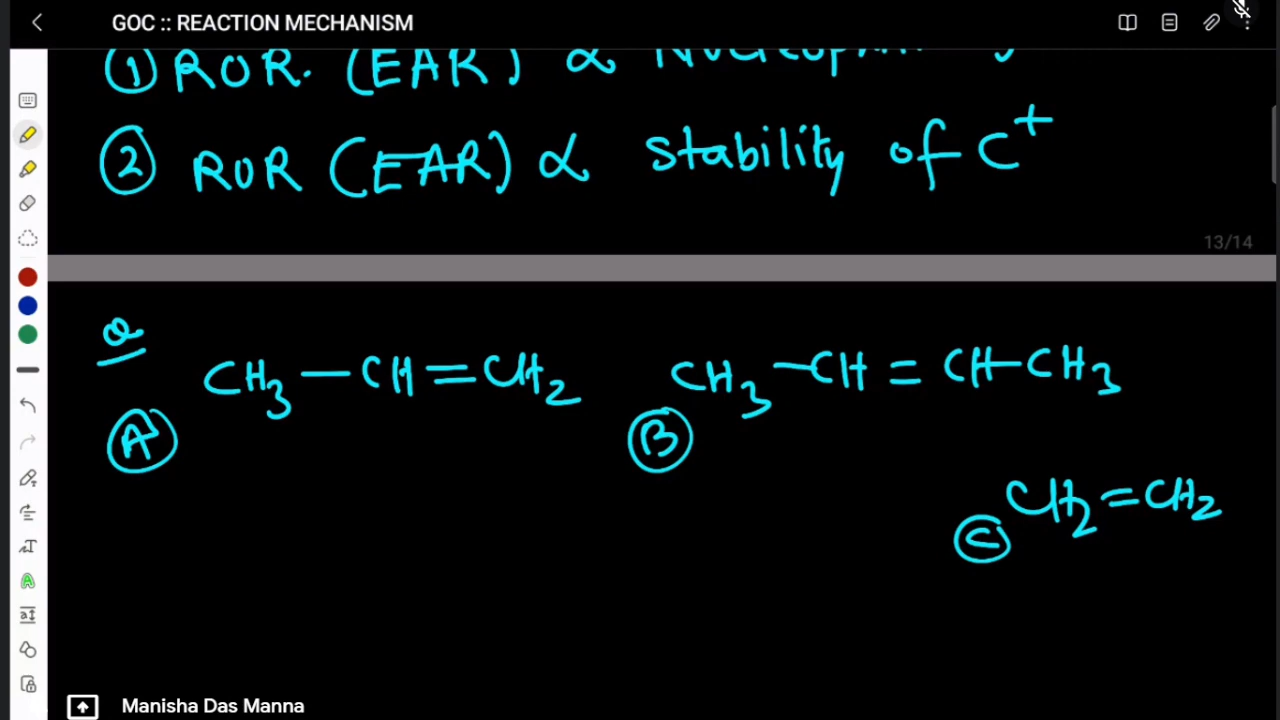 GOC :: REACTION MECHANISM
① ROR. (EAR) ∝
② ROR (EAR) ∝ stability of C⁺
13/14
Q
CH₃—CH=CH₂ CH₃—CH=CH—CH₃
Ⓐ Ⓑ
Ⓒ CH₂=CH₂
Manisha Das Manna